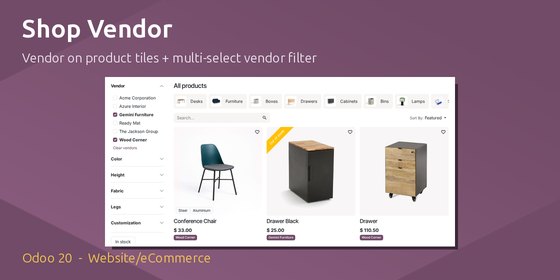 Shop Vendor
Vendor on product tiles + multi-select vendor filter
Vendor
Acme Corporation
Azure Interior
Gemini Furniture
Ready Mat
The Jackson Group
Wood Corner
Clear vendors
Color
Height
Fabric
Legs
Customization
In stock
All products
Desks
Furniture
Boxes
Drawers
Cabinets
Bins
Lamps
Search...
Sort By: Featured
Steel
Aluminium
Conference Chair
$ 33.00
Wood Corner
Drawer Black
$ 25.00
Gemini Furniture
Drawer
$ 110.50
Wood Corner
Odoo 20 - Website/eCommerce